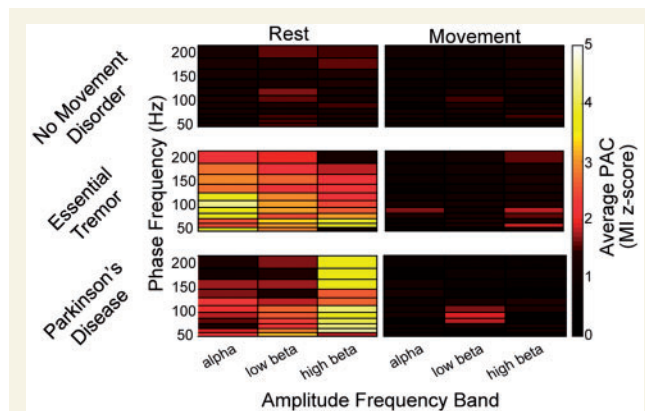 Rest Movement
No Movement
Disorder
Essential
Tremor
Parkinson's
Disease
Phase Frequency (Hz)
200
150
100
50
200
150
100
50
200
150
100
50
alpha low beta high beta alpha low beta high beta
Amplitude Frequency Band
5
4
3
2
1
0
Average PAC
(MI z-score)